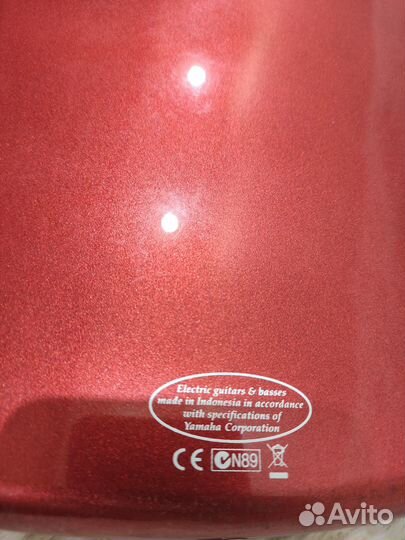 Electric guitars & basses
made in Indonesia in accordance
with specifications of
Yamaha Corporation
CE N89
Avito